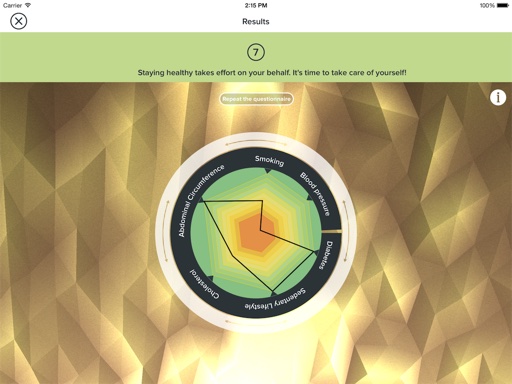 Carrier 2:15 PM 100%
Results
7
Staying healthy takes effort on your behalf. It's time to take care of yourself!
Repeat the questionnaire
i
Smoking
Blood pressure
Diabetes
Sedentary Lifestyle
Cholesterol
Abdominal Circumference